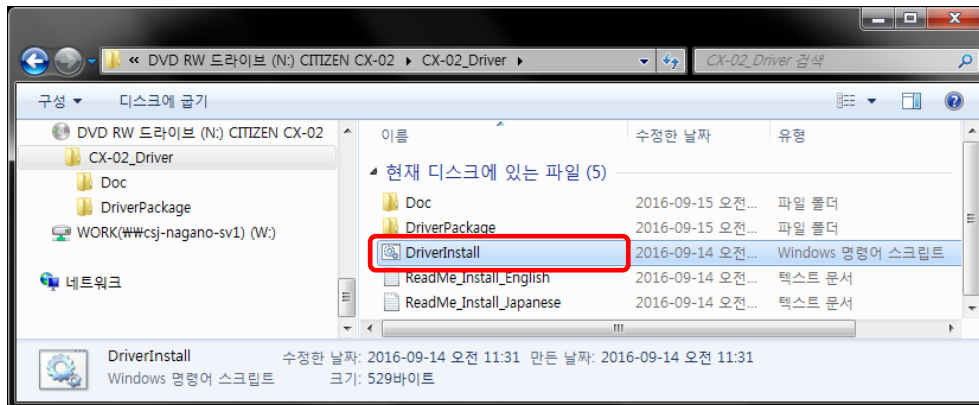 « DVD RW 드라이브 (N:) CITIZEN CX-02 ▸ CX-02_Driver ▸ CX-02_Driver 검색
구성 ▼ 디스크에 굽기
DVD RW 드라이브 (N:) CITIZEN CX-02
CX-02_Driver
Doc
DriverPackage
WORK(₩₩csj-nagano-sv1) (W:)
네트워크
이름 수정한 날짜 유형
현재 디스크에 있는 파일 (5)
Doc 2016-09-15 오전... 파일 폴더
DriverPackage 2016-09-15 오전... 파일 폴더
DriverInstall 2016-09-14 오전... Windows 명령어 스크립트
ReadMe_Install_English 2016-09-14 오전... 텍스트 문서
ReadMe_Install_Japanese 2016-09-14 오전... 텍스트 문서
DriverInstall 수정한 날짜: 2016-09-14 오전 11:31 만든 날짜: 2016-09-14 오전 11:31
Windows 명령어 스크립트 크기: 529바이트